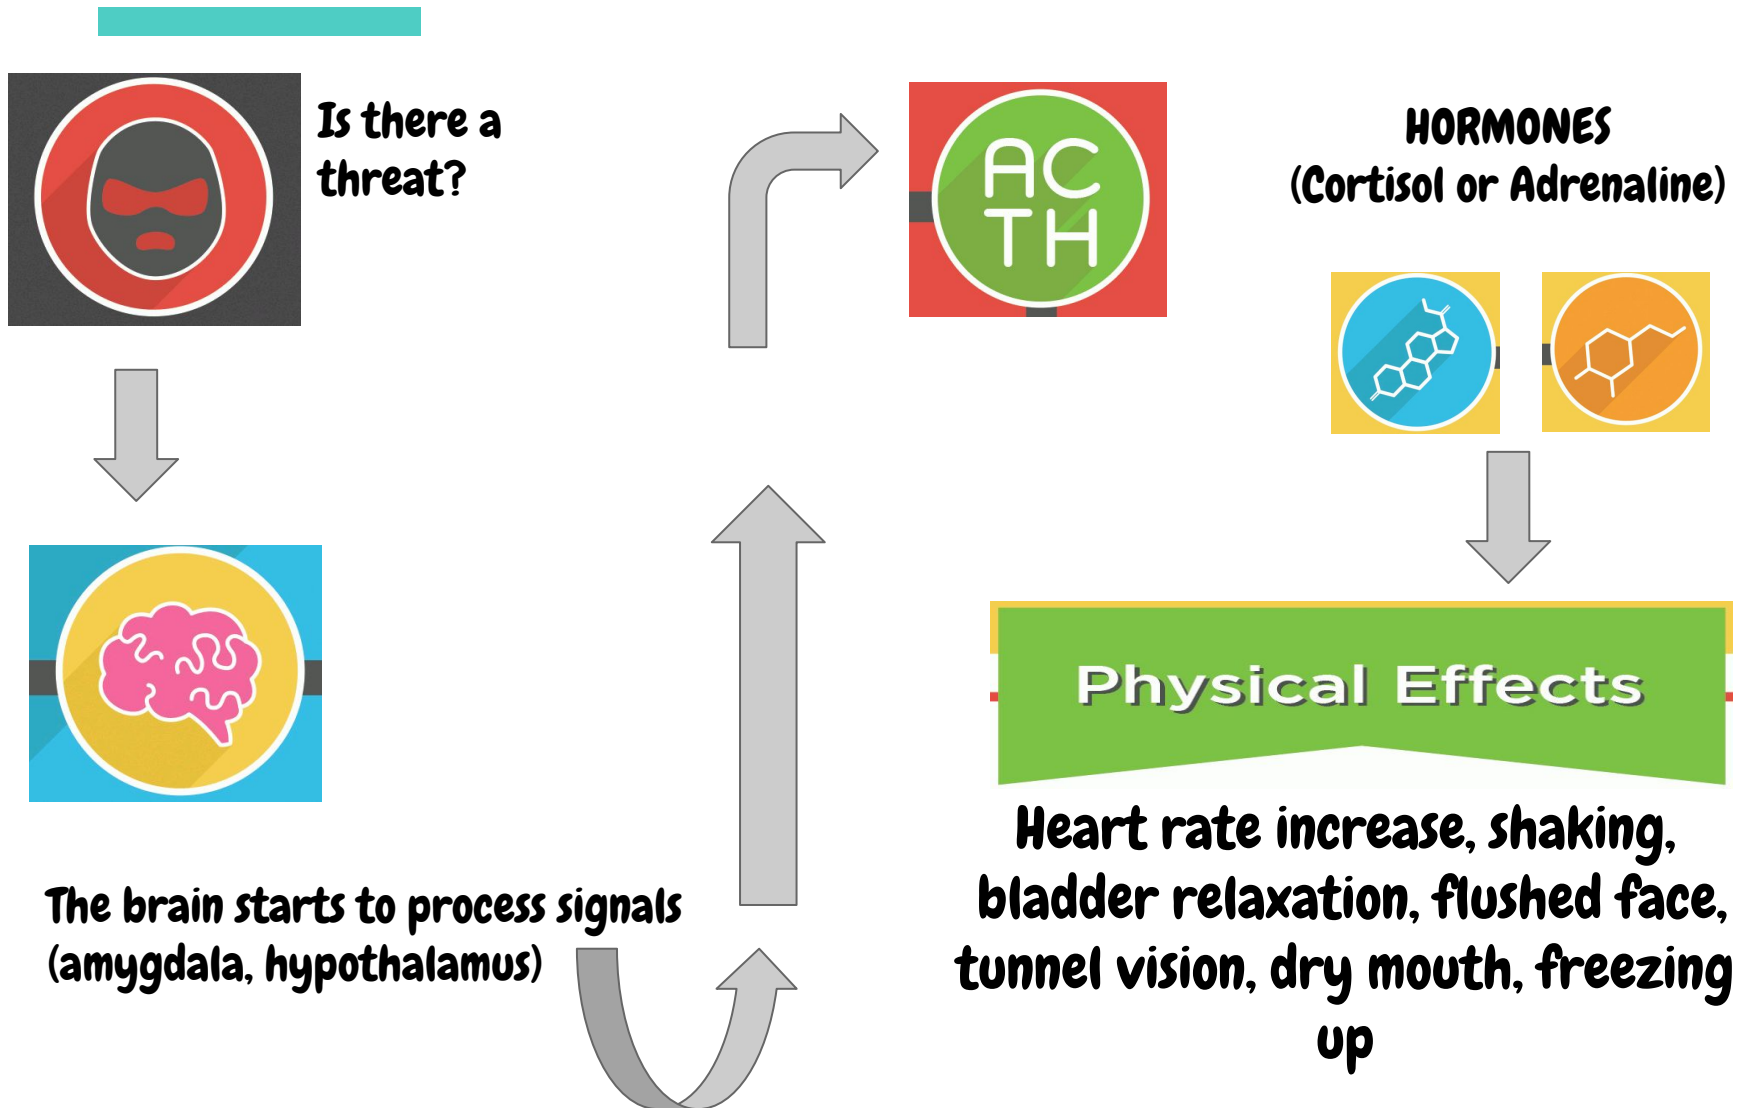 Is there a
threat?
The brain starts to process signals
(amygdala, hypothalamus)
AC
TH
HORMONES
(Cortisol or Adrenaline)
Physical Effects
Heart rate increase, shaking,
bladder relaxation, flushed face,
tunnel vision, dry mouth, freezing
up